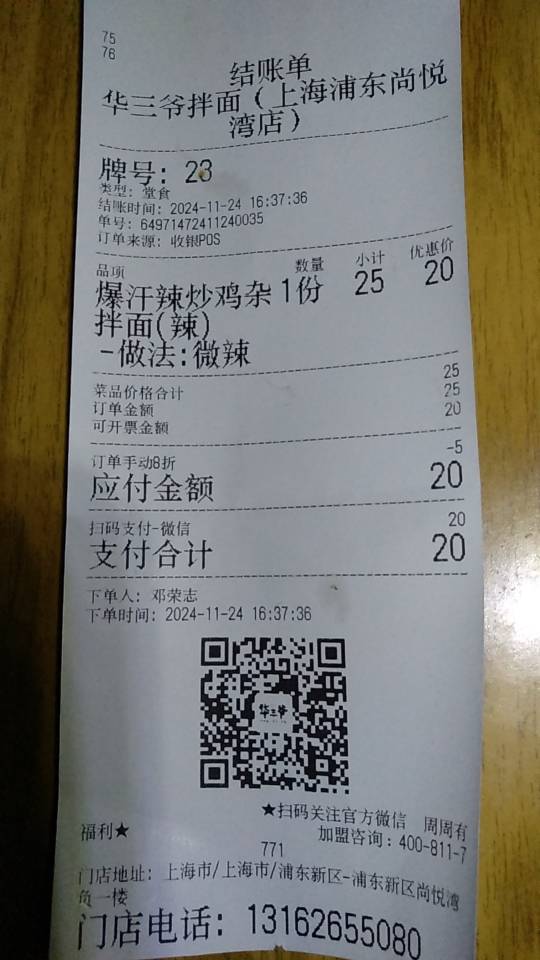 75
76
结账单
华三爷拌面（上海浦东尚悦
湾店）
牌号: 23
类型: 堂食
结账时间: 2024-11-24 16:37:36
单号: 64971472411240035
订单来源: 收银POS
品项 数量 小计 优惠价
爆汗辣炒鸡杂 1份 25 20
拌面(辣)
-做法:微辣
菜品价格合计 25
订单金额 25
可开票金额 20
订单手动8折 -5
应付金额 20
扫码支付-微信 20
支付合计 20
下单人: 邓荣志
下单时间: 2024-11-24 16:37:36
华三爷
★扫码关注官方微信 周周有
福利★ 加盟咨询：400-811-7
771
门店地址: 上海市/上海市/浦东新区-浦东新区尚悦湾
负一楼
门店电话: 13162655080